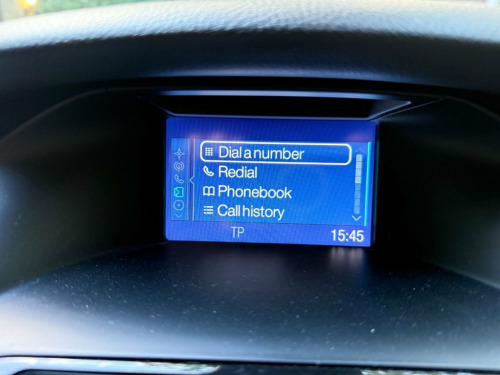 Dial a number
Redial
Phonebook
Call history
TP 15:45